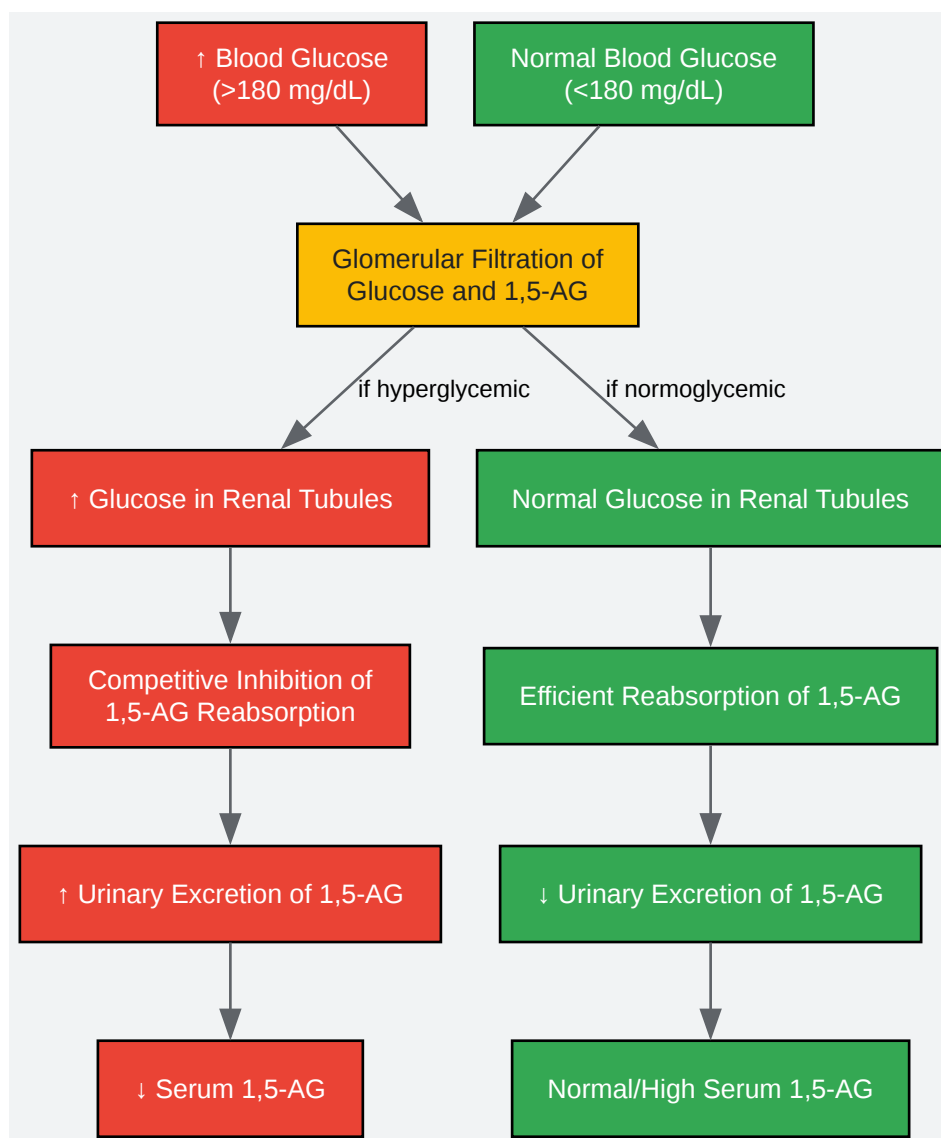 ↑ Blood Glucose
(>180 mg/dL)
Normal Blood Glucose
(<180 mg/dL)
Glomerular Filtration of
Glucose and 1,5-AG
if hyperglycemic
if normoglycemic
↑ Glucose in Renal Tubules
Normal Glucose in Renal Tubules
Competitive Inhibition of
1,5-AG Reabsorption
Efficient Reabsorption of 1,5-AG
↑ Urinary Excretion of 1,5-AG
↓ Urinary Excretion of 1,5-AG
↓ Serum 1,5-AG
Normal/High Serum 1,5-AG